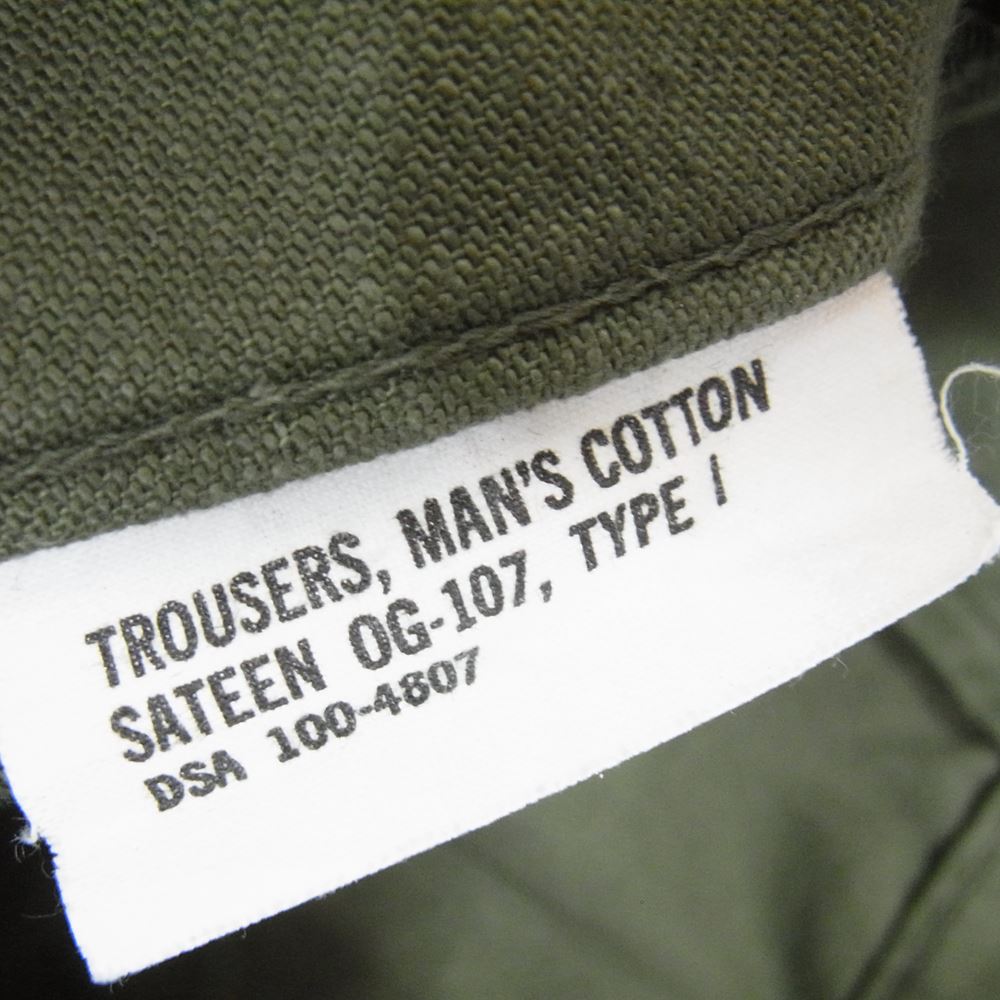 TROUSERS, MAN'S COTTON
SATEEN OG-107, TYPE I
DSA 100-4807